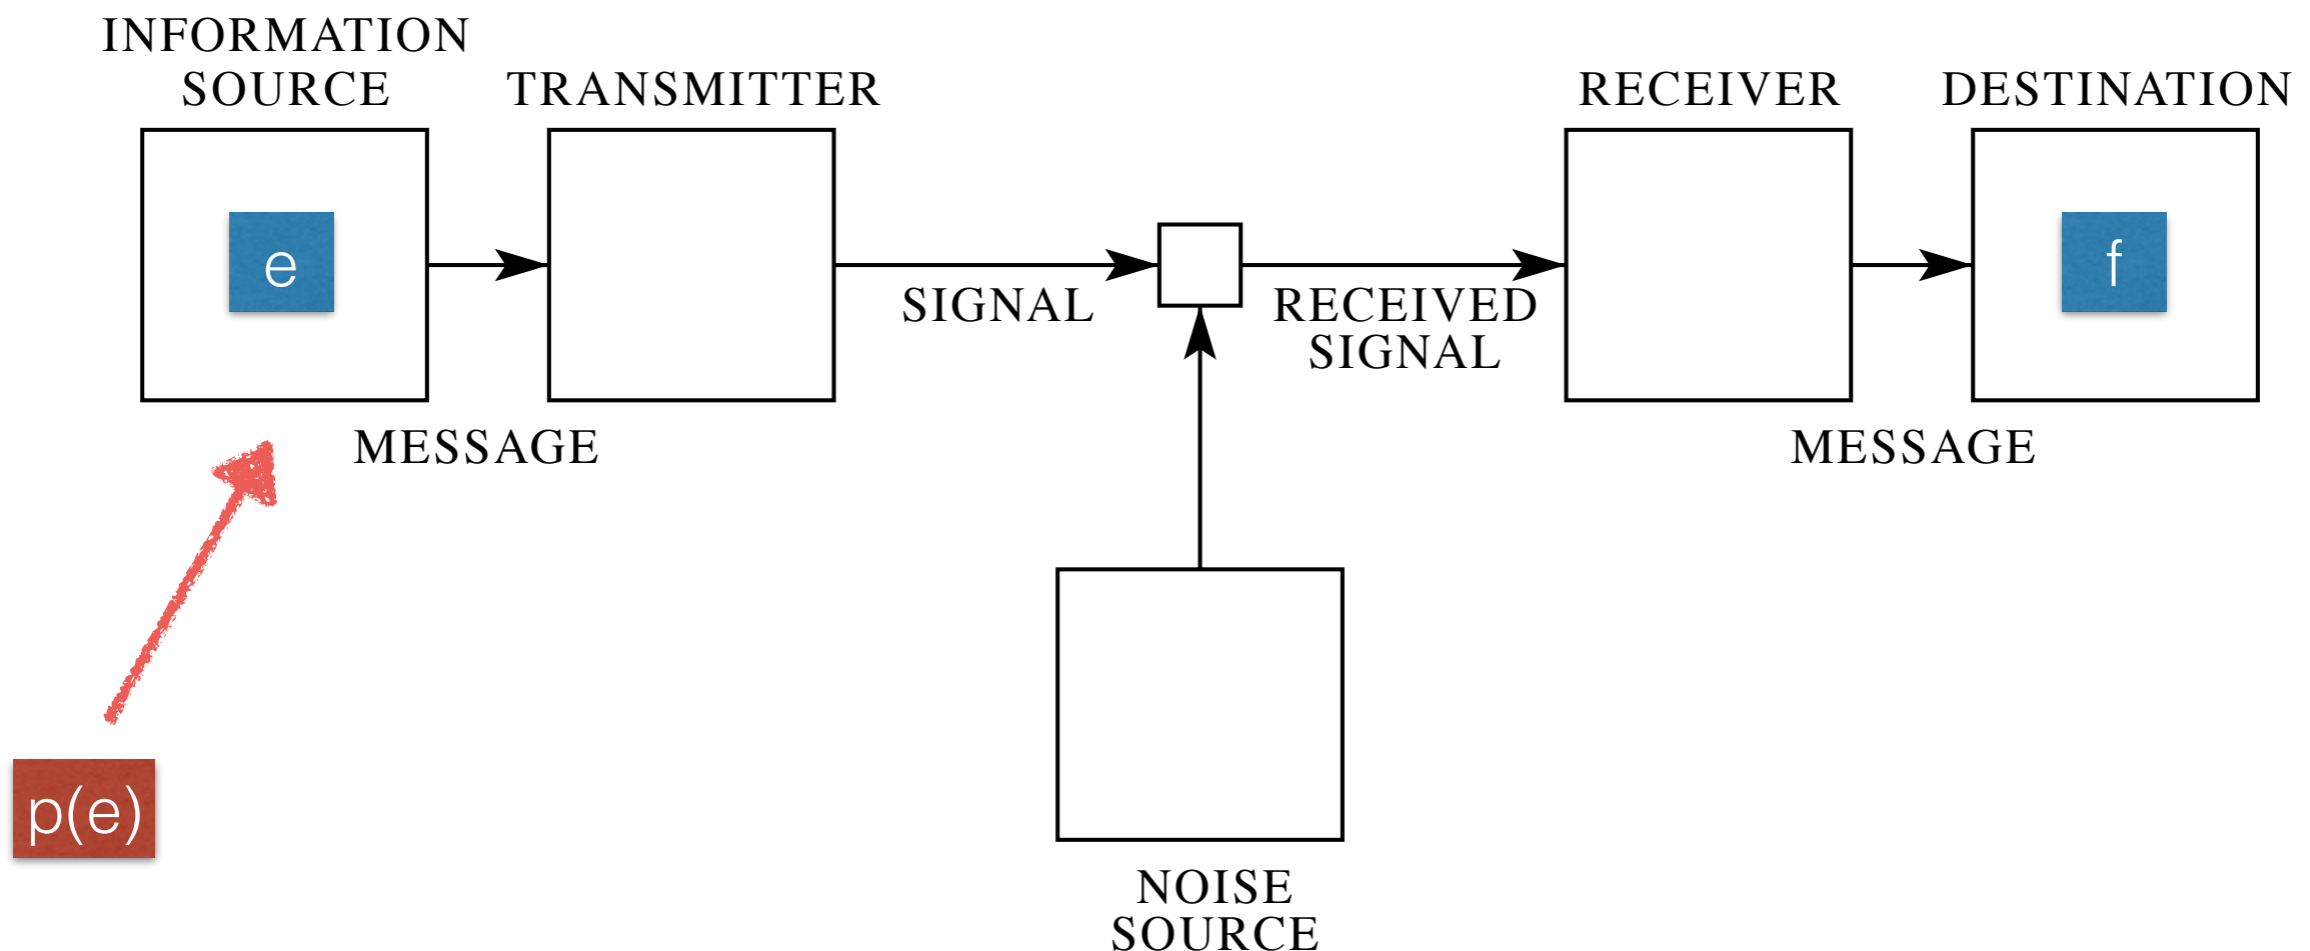 INFORMATION
SOURCE
TRANSMITTER
RECEIVER
DESTINATION
e
f
SIGNAL
RECEIVED
SIGNAL
MESSAGE
MESSAGE
p(e)
NOISE
SOURCE